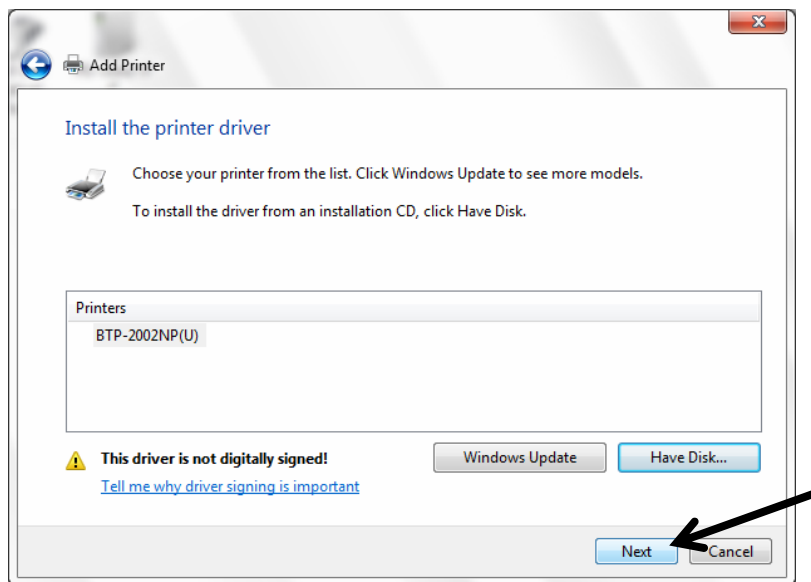 Add Printer
Install the printer driver
Choose your printer from the list. Click Windows Update to see more models.
To install the driver from an installation CD, click Have Disk.
Printers
BTP-2002NP(U)
This driver is not digitally signed!
Windows Update
Have Disk...
Tell me why driver signing is important
Next
Cancel